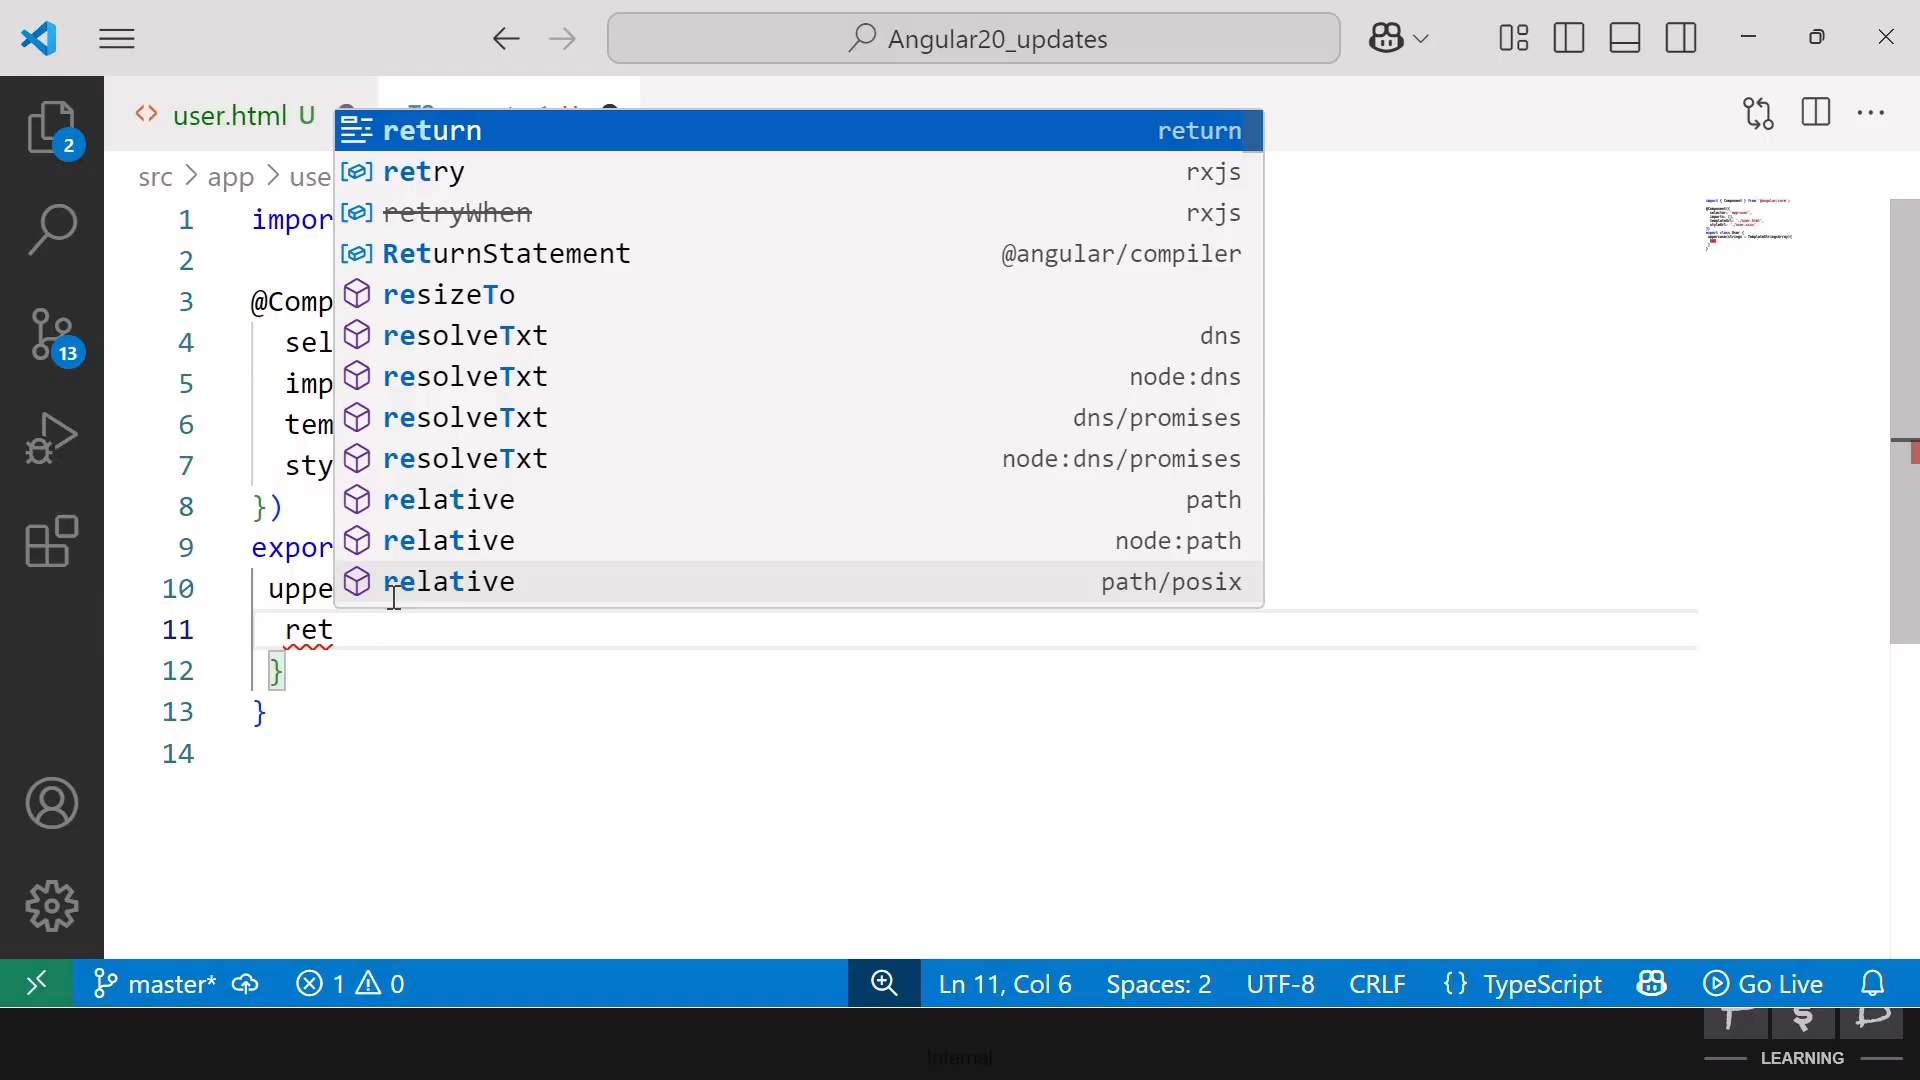 Angular20_updates
user.html U
src > app > use
return return
retry rxjs
retryWhen rxjs
ReturnStatement @angular/compiler
resizeTo
resolveTxt dns
resolveTxt node:dns
resolveTxt dns/promises
resolveTxt node:dns/promises
relative path
relative node:path
relative path/posix
1 impor
2
3 @Comp
4 sel
5 imp
6 tem
7 sty
8 })
9 expor
10 uppe
11 ret
12 }
13 }
14
2
13
master* 1 0 Ln 11, Col 6 Spaces: 2 UTF-8 CRLF {} TypeScript Go Live
Internal
LEARNING